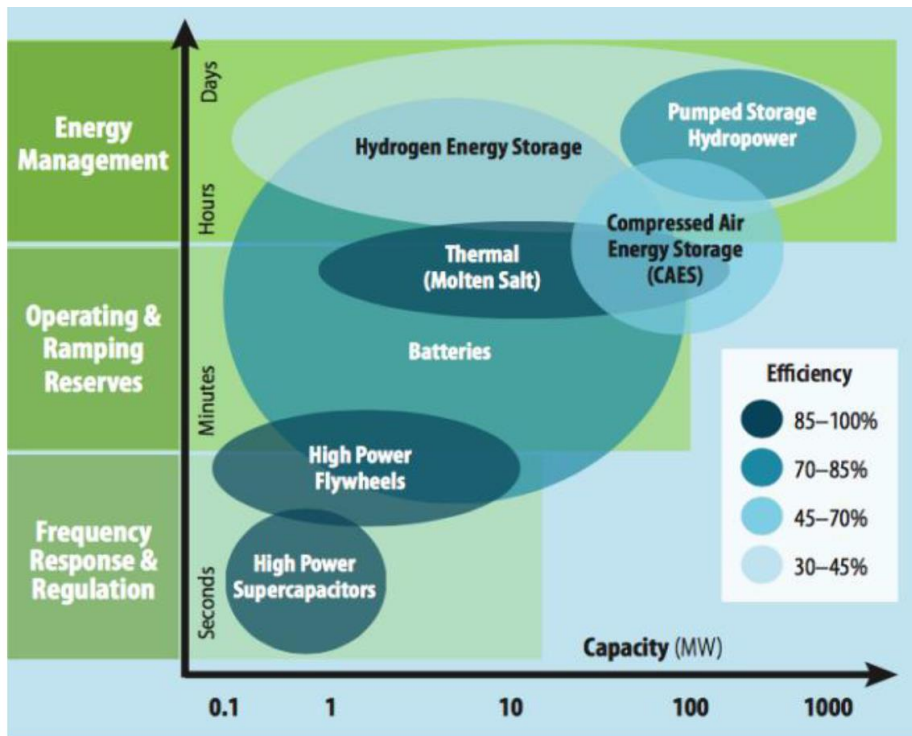 Energy
Management
Operating &
Ramping
Reserves
Frequency
Response &
Regulation
Days
Hours
Minutes
Seconds
Hydrogen Energy Storage
Pumped Storage
Hydropower
Compressed Air
Energy Storage
(CAES)
Thermal
(Molten Salt)
Batteries
High Power
Flywheels
High Power
Supercapacitors
Efficiency
85–100%
70–85%
45–70%
30–45%
Capacity (MW)
0.1 1 10 100 1000